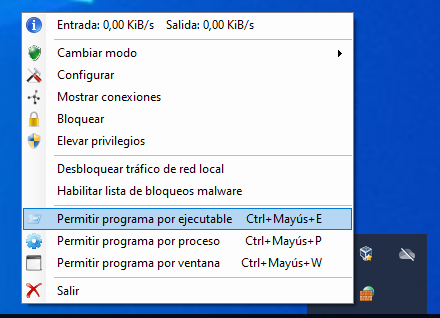 Entrada: 0,00 KiB/s Salida: 0,00 KiB/s
Cambiar modo
Configurar
Mostrar conexiones
Bloquear
Elevar privilegios
Desbloquear tráfico de red local
Habilitar lista de bloqueos malware
Permitir programa por ejecutable Ctrl+Mayús+E
Permitir programa por proceso Ctrl+Mayús+P
Permitir programa por ventana Ctrl+Mayús+W
Salir